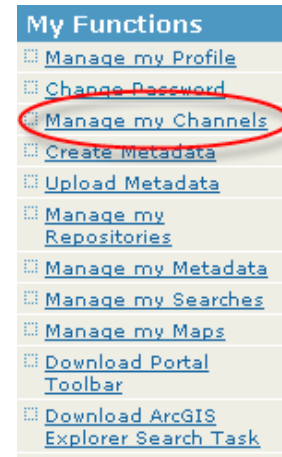 My Functions
Manage my Profile
Change Password
Manage my Channels
Create Metadata
Upload Metadata
Manage my
Repositories
Manage my Metadata
Manage my Searches
Manage my Maps
Download Portal
Toolbar
Download ArcGIS
Explorer Search Task